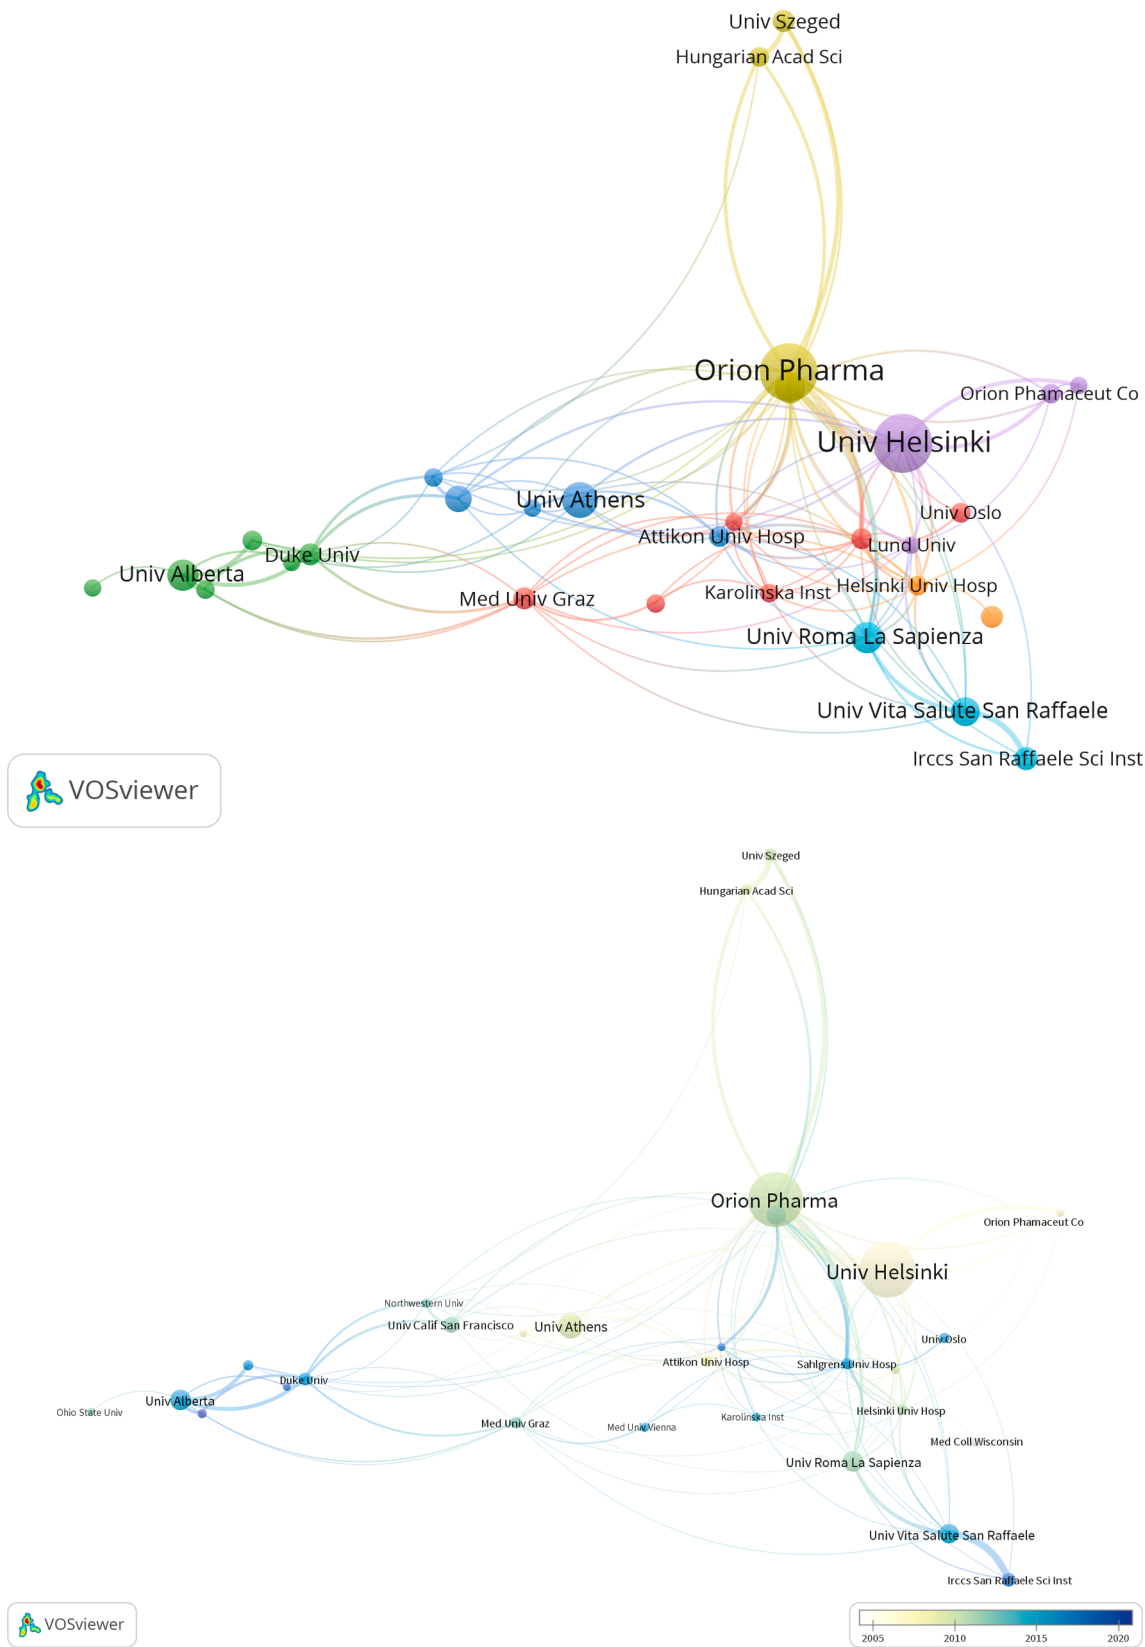 Univ Szeged
Hungarian Acad Sci
Orion Pharma
Orion Phamaceut Co
Univ Helsinki
Univ Athens
Univ Oslo
Attikon Univ Hosp
Lund Univ
Duke Univ
Univ Alberta
Helsinki Univ Hosp
Karolinska Inst
Med Univ Graz
Univ Roma La Sapienza
Univ Vita Salute San Raffaele
Irccs San Raffaele Sci Inst
VOSviewer
Univ Szeged
Hungarian Acad Sci
Orion Pharma
Orion Phamaceut Co
Univ Helsinki
Northwestern Univ
Univ Calif San Francisco
Univ Athens
Univ Oslo
Attikon Univ Hosp
Sahlgrens Univ Hosp
Duke Univ
Univ Alberta
Ohio State Univ
Helsinki Univ Hosp
Karolinska Inst
Med Univ Graz
Med Univ Vienna
Med Coll Wisconsin
Univ Roma La Sapienza
Univ Vita Salute San Raffaele
Irccs San Raffaele Sci Inst
VOSviewer
2005 2010 2015 2020